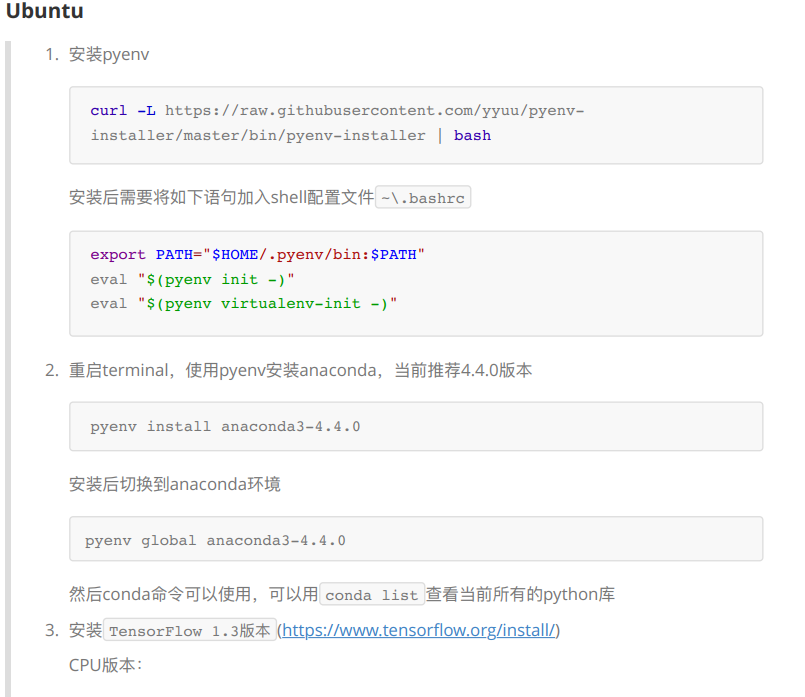 Ubuntu
1. 安装pyenv
curl -L https://raw.githubusercontent.com/yyuu/pyenv-
installer/master/bin/pyenv-installer | bash
安装后需要将如下语句加入shell配置文件 ~\.bashrc
export PATH="$HOME/.pyenv/bin:$PATH"
eval "$(pyenv init -)"
eval "$(pyenv virtualenv-init -)"
2. 重启terminal，使用pyenv安装anaconda，当前推荐4.4.0版本
pyenv install anaconda3-4.4.0
安装后切换到anaconda环境
pyenv global anaconda3-4.4.0
然后conda命令可以使用，可以用 conda list 查看当前所有的python库
3. 安装 TensorFlow 1.3版本 (https://www.tensorflow.org/install/)
CPU版本：